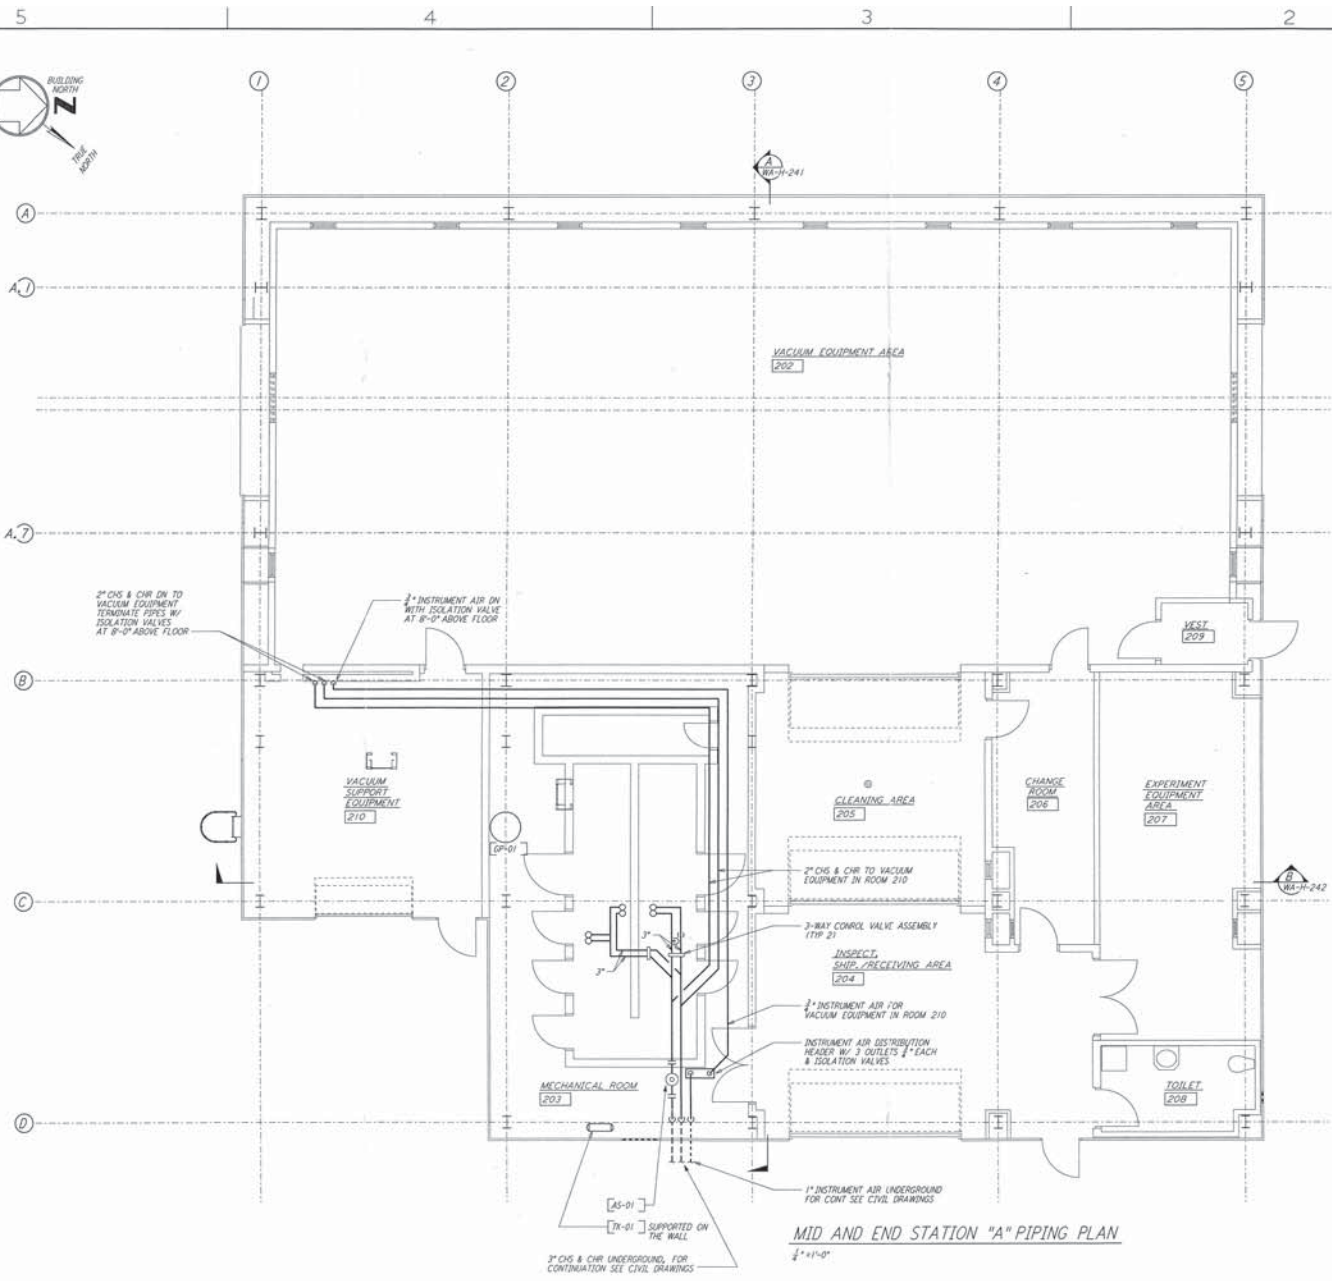 5
4
3
2
BUILDING
NORTH
N
TRUE
NORTH
1
2
3
4
5
A
WA-H-241
A
A.1
VACUUM EQUIPMENT AREA
202
A.7
2" CHS & CHR DN TO
VACUUM EQUIPMENT
TERMINATE PIPES W/
ISOLATION VALVES
AT 8'-0" ABOVE FLOOR
3/4" INSTRUMENT AIR DN
WITH ISOLATION VALVE
AT 8'-0" ABOVE FLOOR
VEST.
209
B
VACUUM
SUPPORT
EQUIPMENT
210
CLEANING AREA
205
CHANGE
ROOM
206
EXPERIMENT
EQUIPMENT
AREA
207
GP-01
2" CHS & CHR TO VACUUM
EQUIPMENT IN ROOM 210
B
WA-H-242
C
3-WAY CONROL VALVE ASSEMBLY
(TYP 2)
3"
3"
INSPECT.
SHIP./RECEIVING AREA
204
3/4" INSTRUMENT AIR FOR
VACUUM EQUIPMENT IN ROOM 210
INSTRUMENT AIR DISTRIBUTION
HEADER W/ 3 OUTLETS 3/4" EACH
& ISOLATION VALVES
MECHANICAL ROOM
203
TOILET
208
D
1" INSTRUMENT AIR UNDERGROUND
FOR CONT SEE CIVIL DRAWINGS
AS-01
TK-01 SUPPORTED ON
THE WALL
3" CHS & CHR UNDERGROUND, FOR
CONTINUATION SEE CIVIL DRAWINGS
MID AND END STATION "A" PIPING PLAN
1/4"=1'-0"